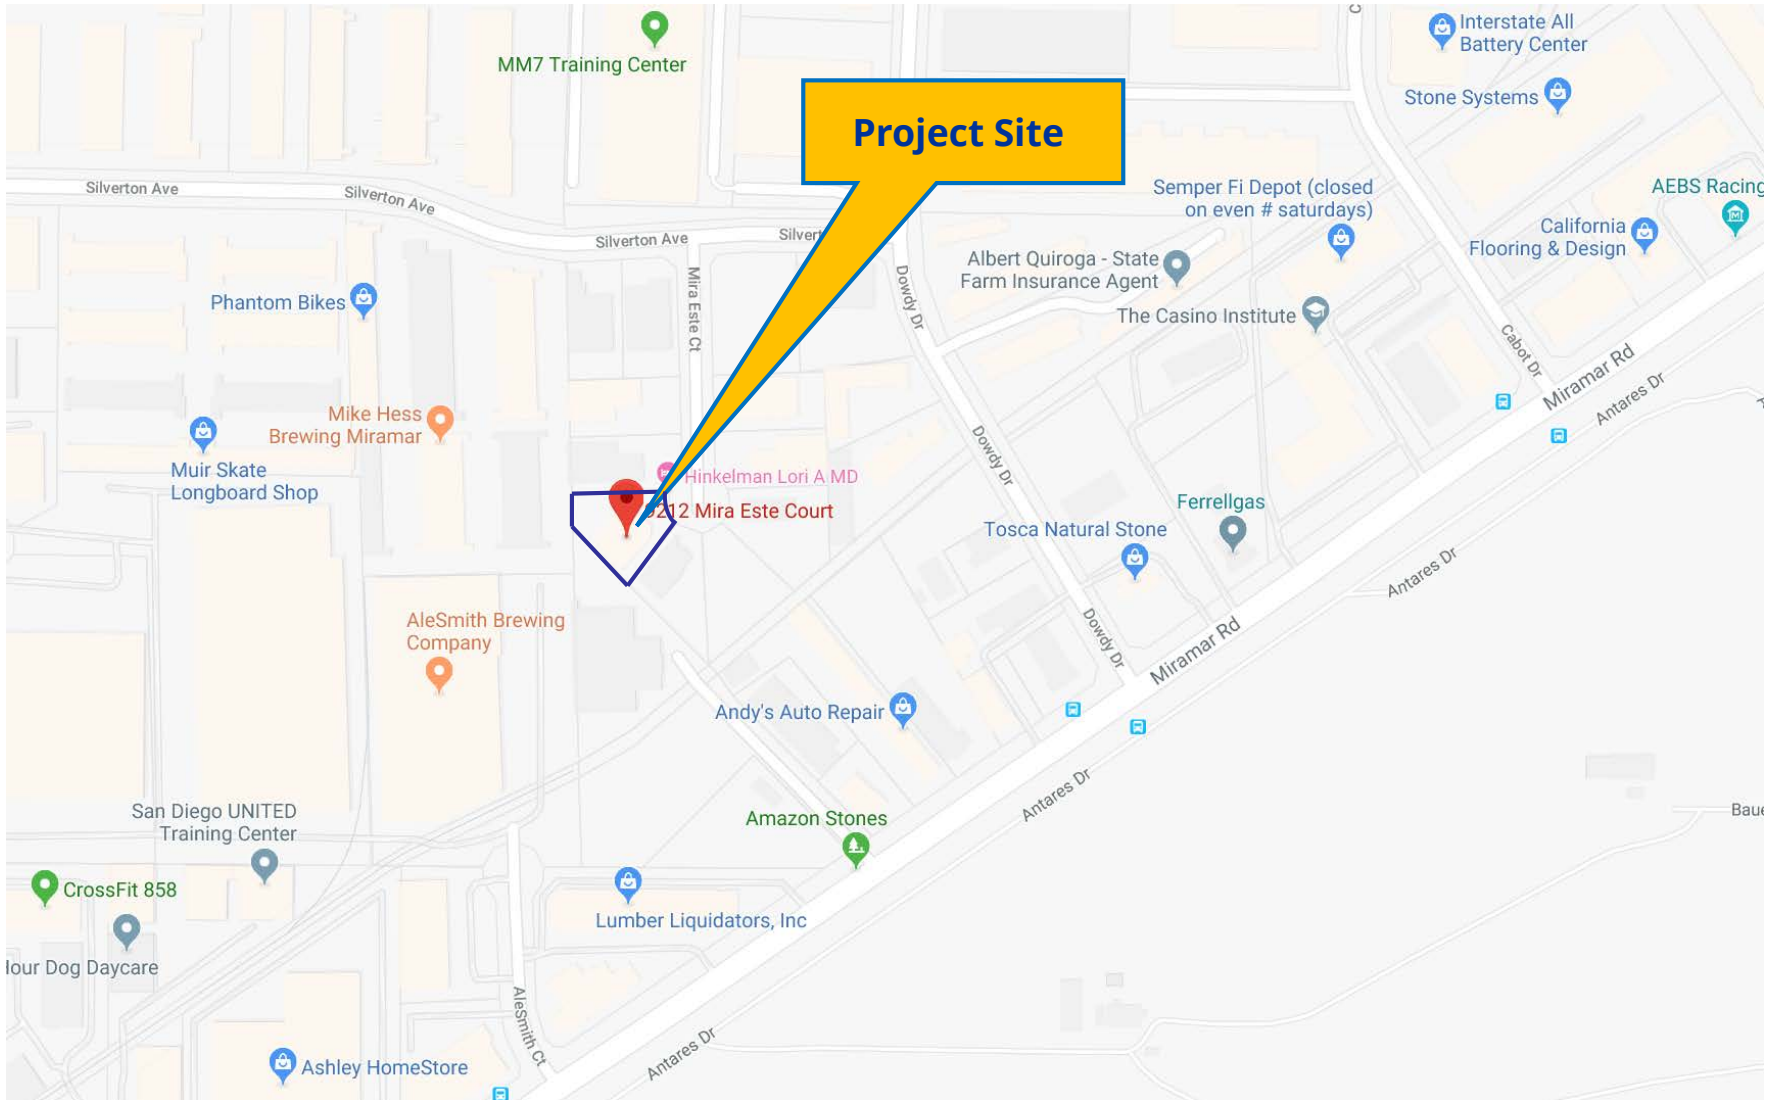 MM7 Training Center
Interstate All
Battery Center
Stone Systems
Project Site
Silverton Ave
Silverton Ave
Silverton Ave
Semper Fi Depot (closed
on even # saturdays)
AEBS Racing
California
Flooring & Design
Albert Quiroga - State
Farm Insurance Agent
The Casino Institute
Phantom Bikes
Mira Este Ct
Dowdy Dr
Cabot Dr
Miramar Rd
Antares Dr
Mike Hess
Brewing Miramar
Muir Skate
Longboard Shop
Hinkelman Lori A MD
9212 Mira Este Court
Dowdy Dr
Ferrellgas
Tosca Natural Stone
Antares Dr
AleSmith Brewing
Company
Dowdy Dr
Miramar Rd
Andy's Auto Repair
Antares Dr
San Diego UNITED
Training Center
Amazon Stones
CrossFit 858
Lumber Liquidators, Inc
Dog Daycare
AleSmith Ct
Antares Dr
Ashley HomeStore